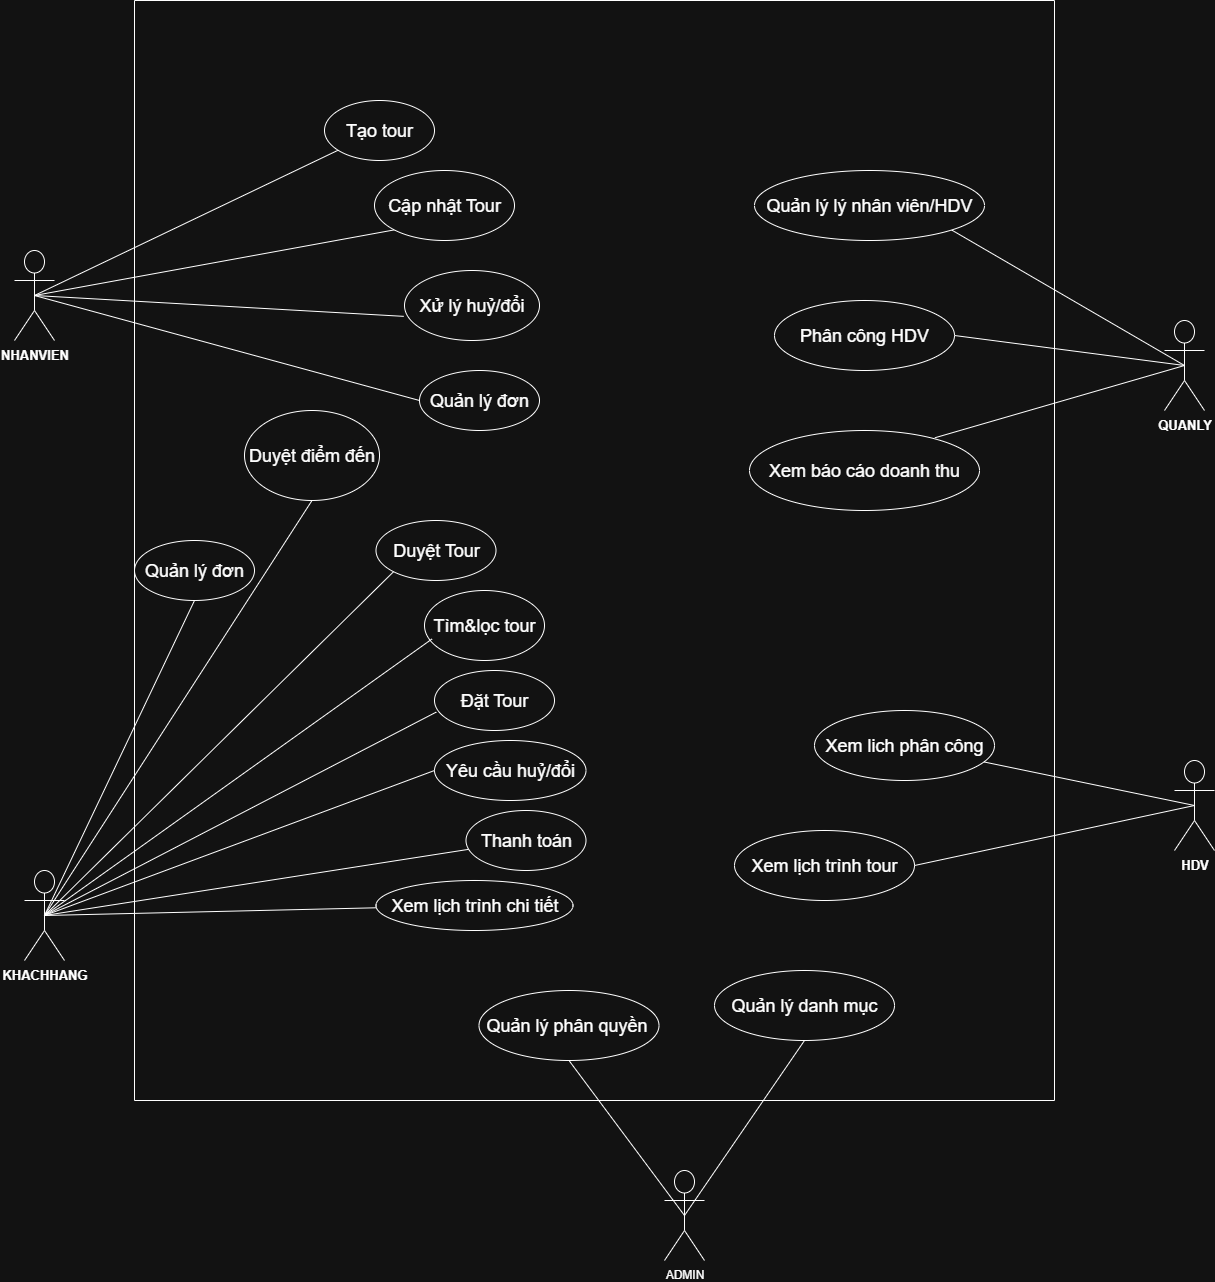 Tạo tour
Cập nhật Tour
Quản lý lý nhân viên/HDV
Xử lý huỷ/đổi
Phân công HDV
NHANVIEN
Quản lý đơn
QUANLY
Duyệt điểm đến
Xem báo cáo doanh thu
Duyệt Tour
Quản lý đơn
Tìm&lọc tour
Đặt Tour
Xem lich phân công
Yêu cầu huỷ/đổi
Thanh toán
Xem lịch trình tour
HDV
Xem lịch trình chi tiết
KHACHHANG
Quản lý danh mục
Quản lý phân quyền
ADMIN